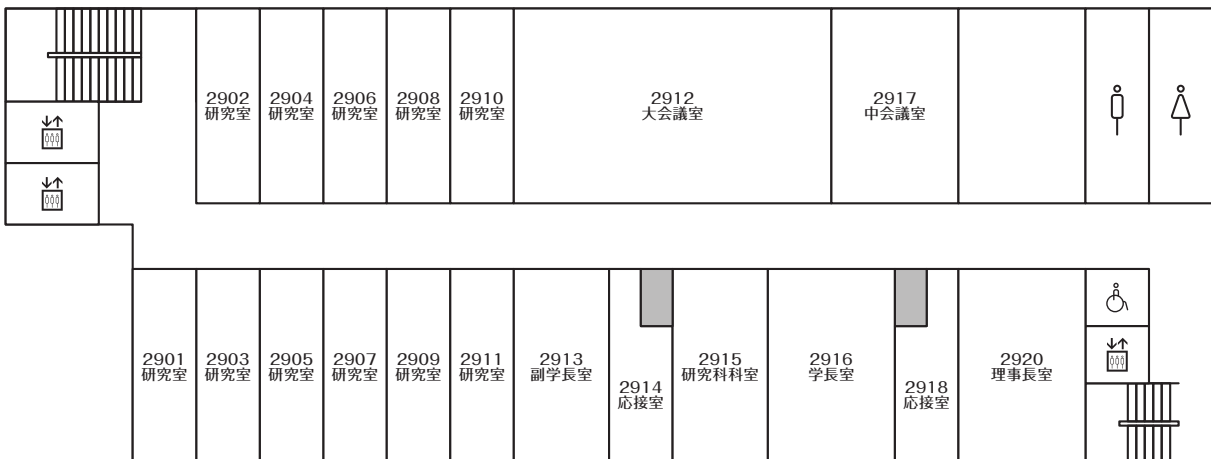 2902
研究室
2904
研究室
2906
研究室
2908
研究室
2910
研究室
2912
大会議室
2917
中会議室
2901
研究室
2903
研究室
2905
研究室
2907
研究室
2909
研究室
2911
研究室
2913
副学長室
2914
応接室
2915
研究科科室
2916
学長室
2918
応接室
2920
理事長室